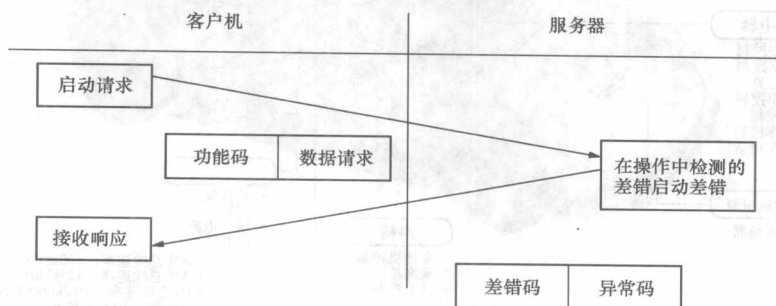 客户机
服务器
启动请求
功能码 数据请求
在操作中检测的
差错启动差错
接收响应
差错码 异常码